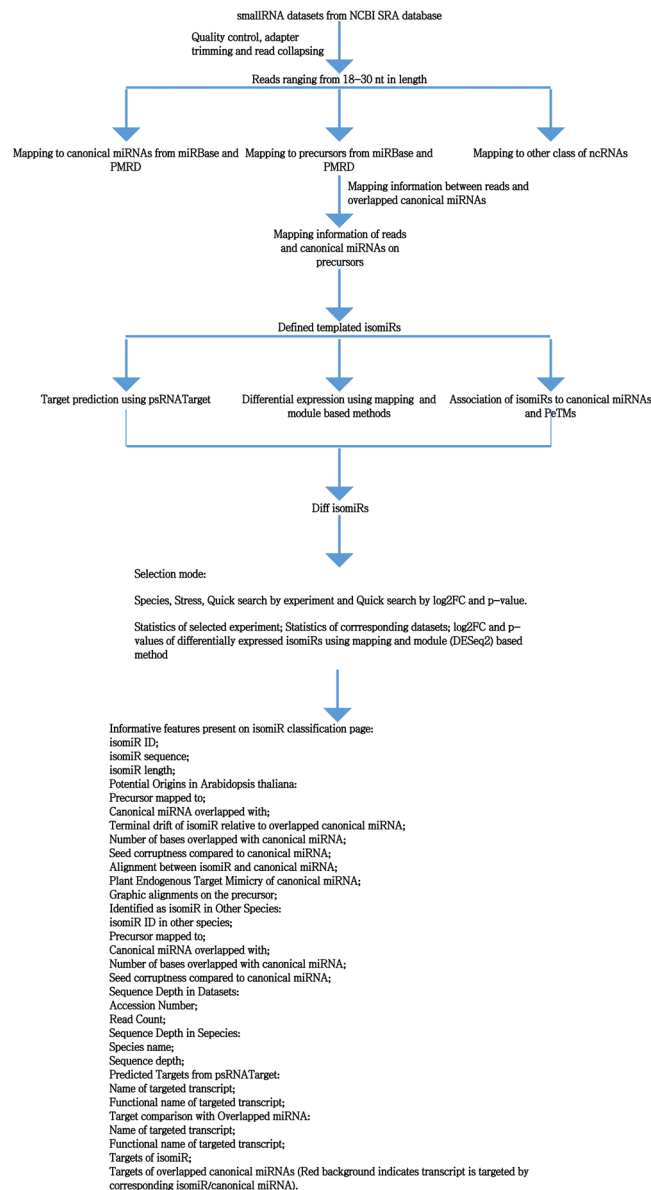 smallRNA datasets from NCBI SRA database
Quality control, adapter
trimming and read collapsing
Reads ranging from 18-30 nt in length
Mapping to canonical miRNAs from miRBase and
PMRD
Mapping to precursors from miRBase and
PMRD
Mapping to other class of ncRNAs
Mapping information between reads and
overlapped canonical miRNAs
Mapping information of reads
and canonical miRNAs on
precursors
Defined templated isomiRs
Target prediction using psRNATarget
Differential expression using mapping and
module based methods
Association of isomiRs to canonical miRNAs
and PeTMs
Diff isomiRs
Selection mode:
Species, Stress, Quick search by experiment and Quick search by log2FC and p-value.
Statistics of selected experiment; Statistics of corrresponding datasets; log2FC and p-
values of differentially expressed isomiRs using mapping and module (DESeq2) based
method
Informative features present on isomiR classification page:
isomiR ID;
isomiR sequence;
isomiR length;
Potential Origins in Arabidopsis thaliana:
Precursor mapped to;
Canonical miRNA overlapped with;
Terminal drift of isomiR relative to overlapped canonical miRNA;
Number of bases overlapped with canonical miRNA;
Seed corruptness compared to canonical miRNA;
Alignment between isomiR and canonical miRNA;
Plant Endogenous Target Mimicry of canonical miRNA;
Graphic alignments on the precursor;
Identified as isomiR in Other Species:
isomiR ID in other species;
Precursor mapped to;
Canonical miRNA overlapped with;
Number of bases overlapped with canonical miRNA;
Seed corruptness compared to canonical miRNA;
Sequence Depth in Datasets:
Accession Number;
Read Count;
Sequence Depth in Sepecies:
Species name;
Sequence depth;
Predicted Targets from psRNATarget:
Name of targeted transcript;
Functional name of targeted transcript;
Target comparison with Overlapped miRNA:
Name of targeted transcript;
Functional name of targeted transcript;
Targets of isomiR;
Targets of overlapped canonical miRNAs (Red background indicates transcript is targeted by
corresponding isomiR/canonical miRNA).